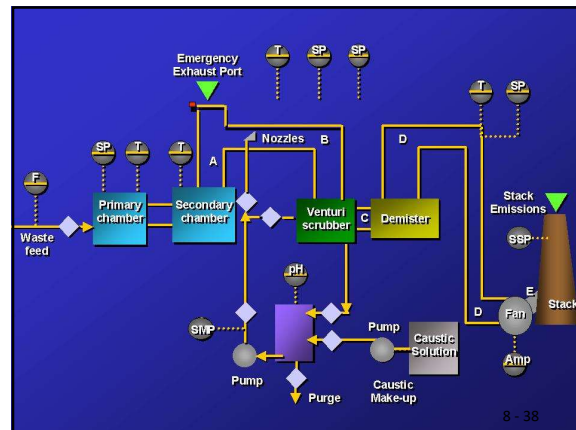 Emergency
Exhaust Port
T
SP
SP
T
SP
Nozzles
B
D
A
SP
T
T
F
Primary
chamber
Secondary
chamber
Venturi
scrubber
C
Demister
Stack
Emissions
Waste
feed
SSP
pH
E
Stack
Fan
D
SMP
Pump
Caustic
Solution
Pump
Caustic
Make-up
Amp
Purge
8 - 38